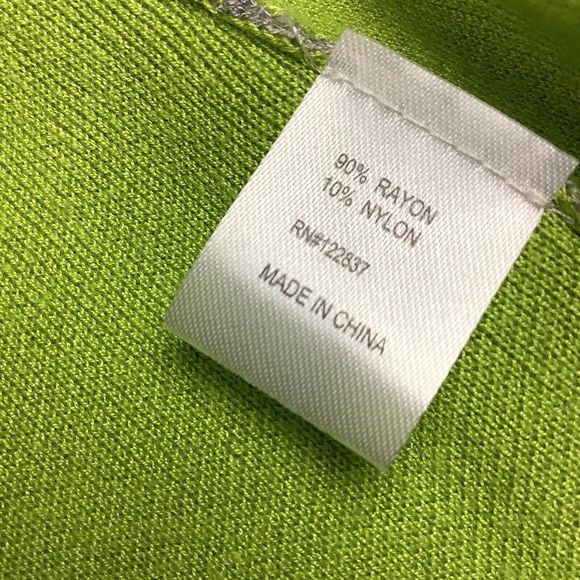 90% RAYON
10% NYLON
RN#122837
MADE IN CHINA